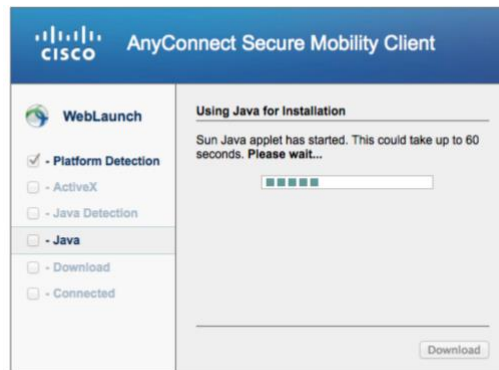 CISCO
AnyConnect Secure Mobility Client
WebLaunch
- Platform Detection
- ActiveX
- Java Detection
- Java
- Download
- Connected
Using Java for Installation
Sun Java applet has started. This could take up to 60
seconds. Please wait...
Download